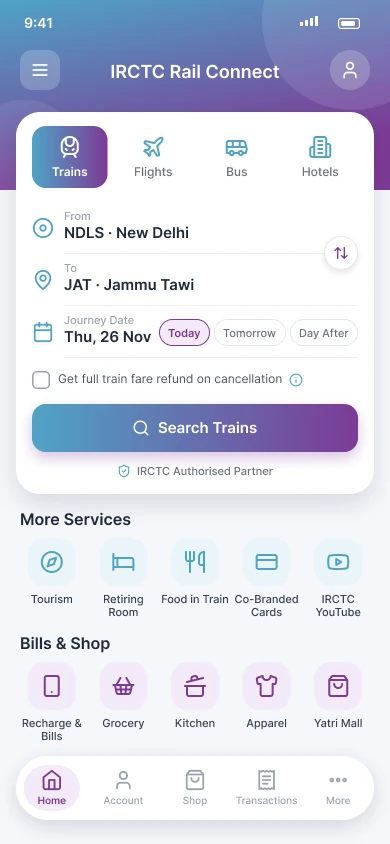 9:41
IRCTC Rail Connect
Trains
Flights
Bus
Hotels
From
NDLS · New Delhi
To
JAT · Jammu Tawi
Journey Date
Thu, 26 Nov
Today
Tomorrow
Day After
Get full train fare refund on cancellation
Search Trains
IRCTC Authorised Partner
More Services
Tourism
Retiring
Room
Food in Train
Co-Branded
Cards
IRCTC
YouTube
Bills & Shop
Recharge &
Bills
Grocery
Kitchen
Apparel
Yatri Mall
Home
Account
Shop
Transactions
More